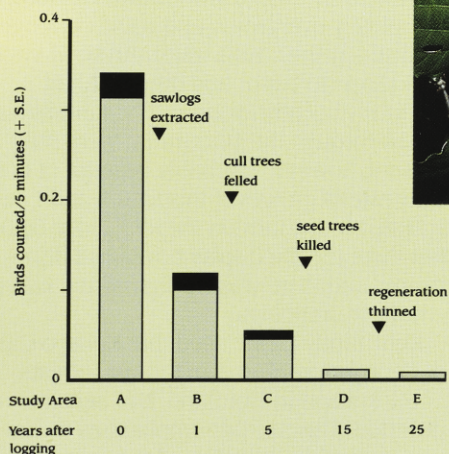 0.4
Birds counted/5 minutes (+ S.E.)
sawlogs
extracted
cull trees
felled
0.2
seed trees
killed
regeneration
thinned
0
Study Area A B C D E
Years after
logging 0 1 5 15 25